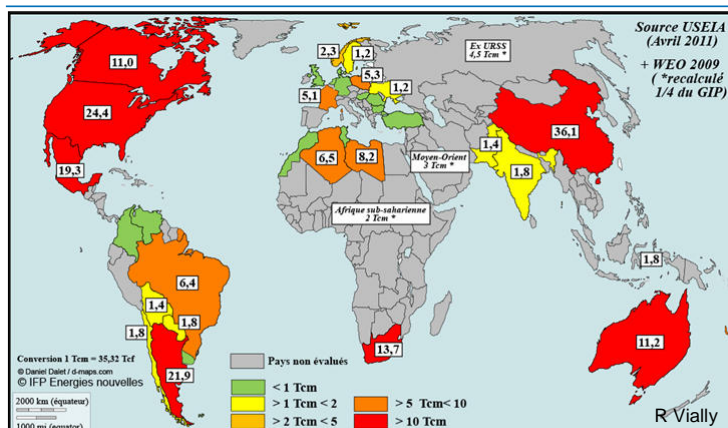 Source USEIA
(Avril 2011)
+ WEO 2009
( *recalculé
1/4 du GIP)
Ex URSS
4,5 Tcm *
11,0
24,4
19,3
2,3
1,2
5,3
5,1
1,2
6,5
8,2
Moyen-Orient
3 Tcm *
Afrique sub-saharienne
2 Tcm *
1,4
1,8
36,1
1,8
6,4
1,4
1,8
1,8
21,9
13,7
11,2
Conversion 1 Tcm = 35,32 Tcf
© Daniel Dalet / d-maps.com
© IFP Energies nouvelles
2000 km (équateur)
1000 mi (equator)
Pays non évalués
< 1 Tcm
> 1 Tcm < 2
> 2 Tcm < 5
> 5 Tcm< 10
> 10 Tcm
R Vially